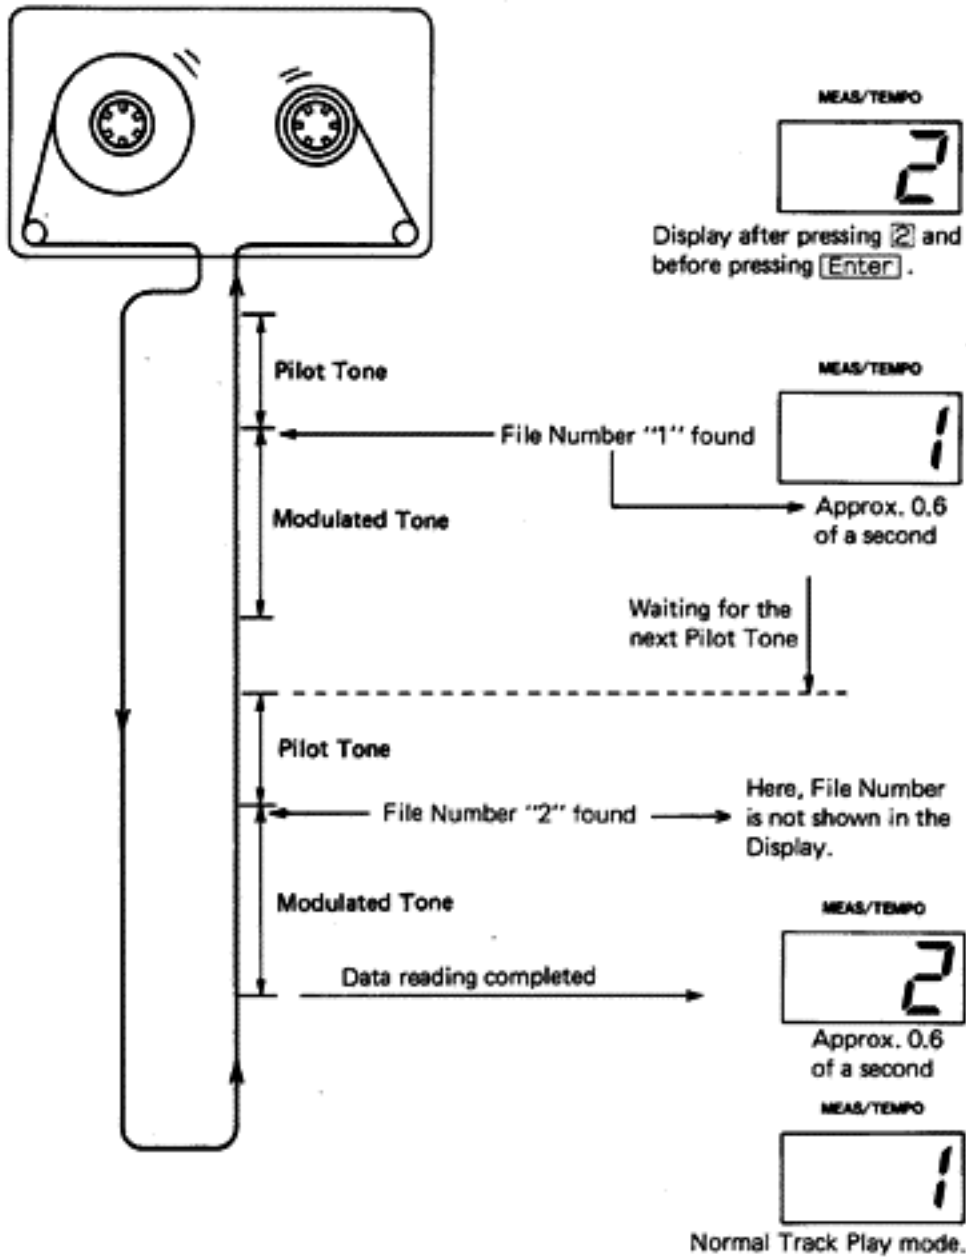 MEAS/TEMPO
2
Display after pressing 2 and
before pressing Enter .
Pilot Tone
MEAS/TEMPO
1
File Number "1" found
Modulated Tone
Approx. 0.6
of a second
Waiting for the
next Pilot Tone
Pilot Tone
File Number "2" found
Here, File Number
is not shown in the
Display.
Modulated Tone
MEAS/TEMPO
2
Data reading completed
Approx. 0.6
of a second
MEAS/TEMPO
1
Normal Track Play mode.